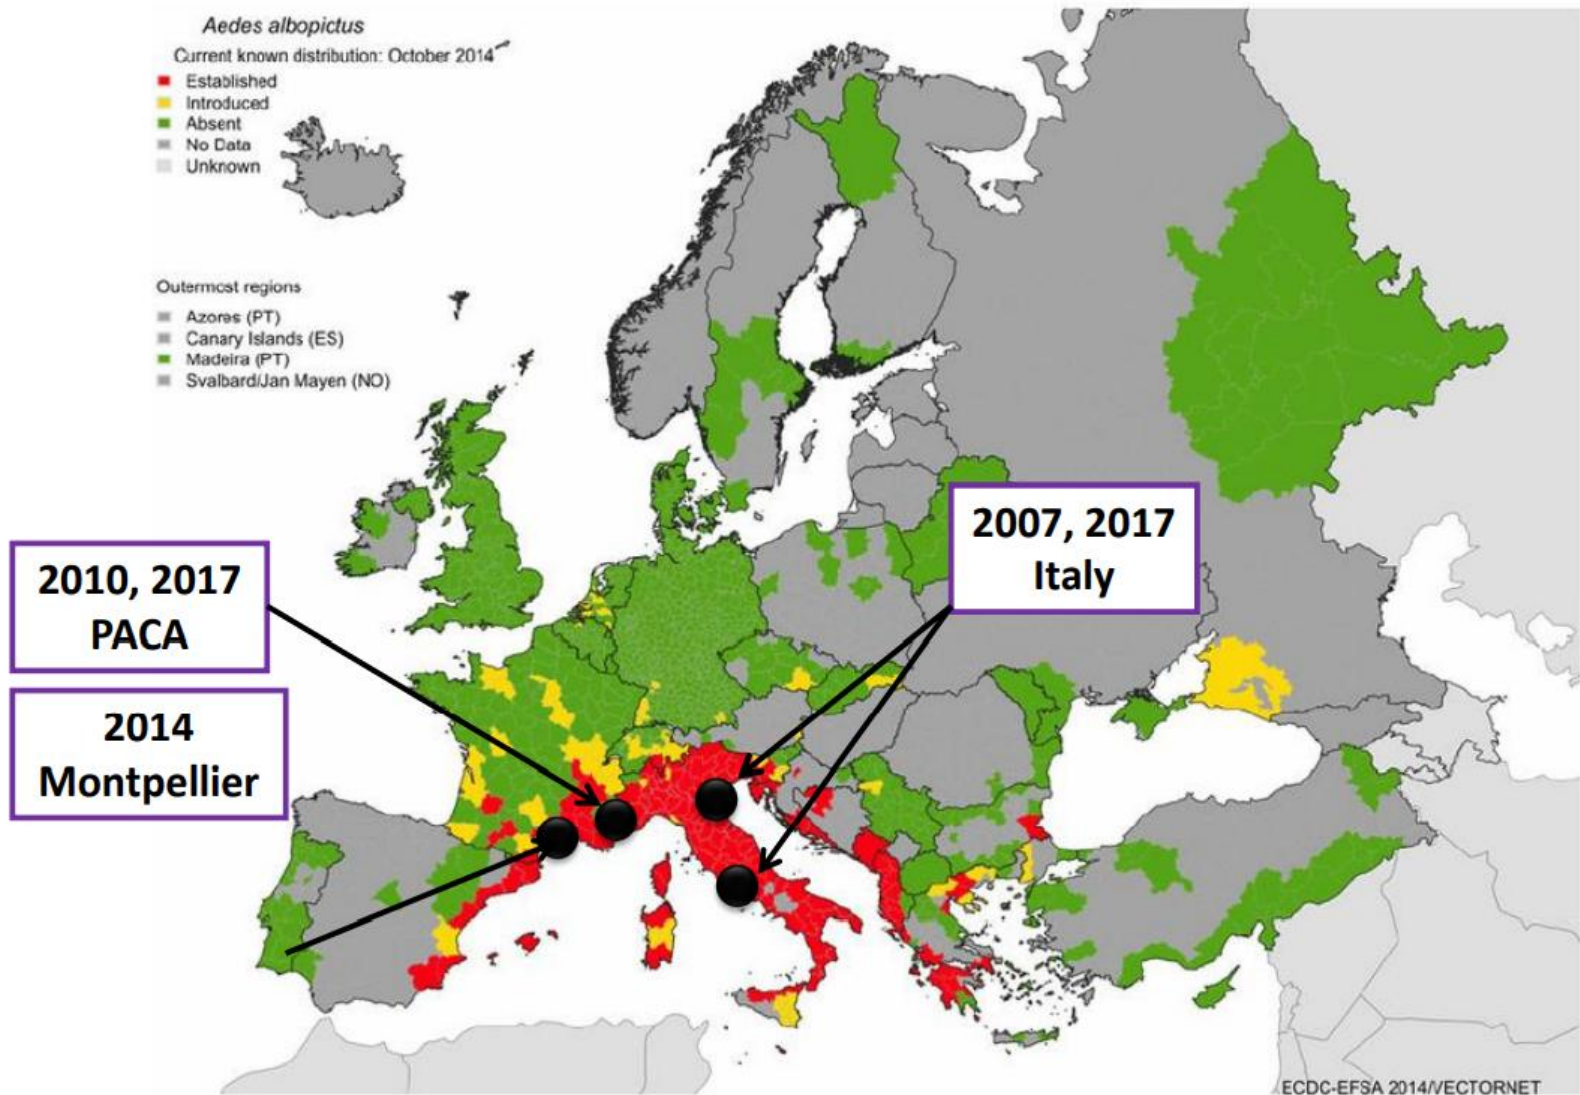 Aedes albopictus
Current known distribution: October 2014
Established
Introduced
Absent
No Data
Unknown
Outermost regions
Azores (PT)
Canary Islands (ES)
Madeira (PT)
Svalbard/Jan Mayen (NO)
2007, 2017
Italy
2010, 2017
PACA
2014
Montpellier
ECDC-EFSA 2014/VECTORNET